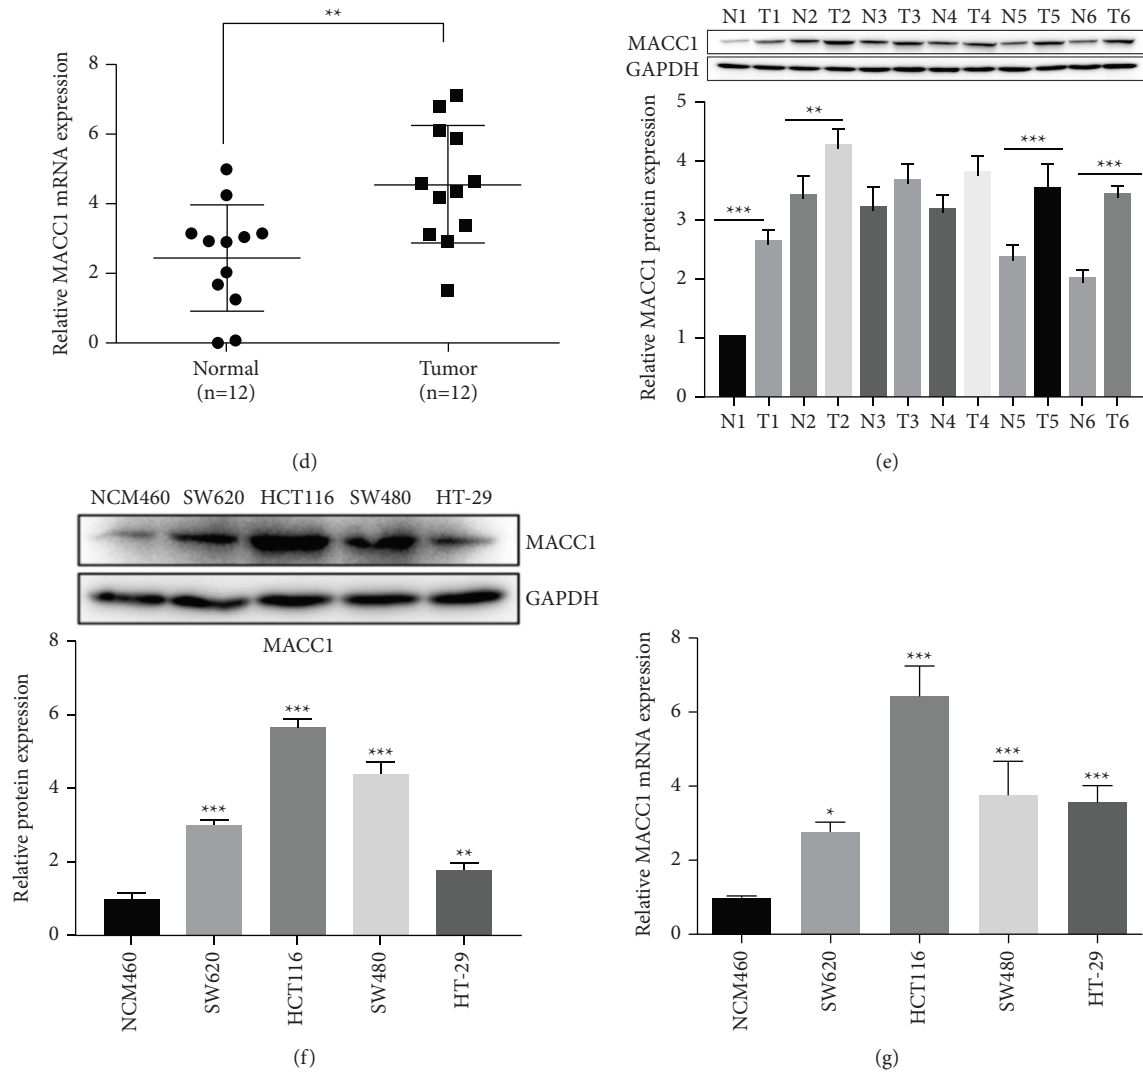 **
Relative MACC1 mRNA expression
8
6
4
2
0
Normal
(n=12)
Tumor
(n=12)
(d)
N1 T1 N2 T2 N3 T3 N4 T4 N5 T5 N6 T6
MACC1
GAPDH
Relative MACC1 protein expression
5
4
3
2
1
0
***
**
***
***
N1 T1 N2 T2 N3 T3 N4 T4 N5 T5 N6 T6
(e)
NCM460 SW620 HCT116 SW480 HT-29
MACC1
GAPDH
MACC1
Relative protein expression
8
6
4
2
0
***
***
***
**
NCM460
SW620
HCT116
SW480
HT-29
(f)
Relative MACC1 mRNA expression
8
6
4
2
0
*
***
***
***
NCM460
SW620
HCT116
SW480
HT-29
(g)